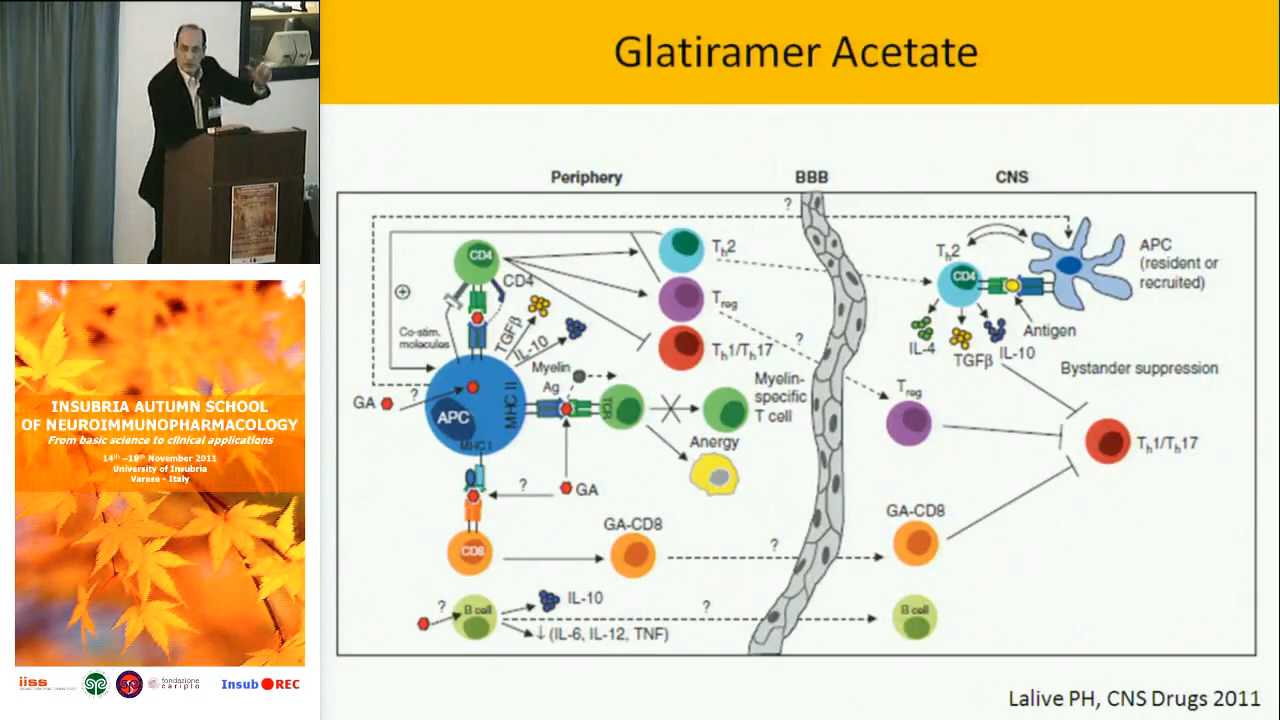 Glatiramer Acetate
Periphery
BBB
CNS
?
CD4
CD4
Co-stim.
molecules
TGFβ
IL-10
Th2
Treg
Th1/Th17
?
GA
?
APC
MHC II
MHC I
Myelin
Ag
TCR
Myelin-
specific
T cell
Anergy
?
GA
CD8
GA-CD8
?
?
B cell
IL-10
↓ (IL-6, IL-12, TNF)
?
Th2
CD4
APC
(resident or
recruited)
Antigen
IL-4
TGFβ
IL-10
Bystander suppression
Treg
Th1/Th17
GA-CD8
B cell
Lalive PH, CNS Drugs 2011
INSUBRIA AUTUMN SCHOOL
OF NEUROIMMUNOPHARMACOLOGY
From basic science to clinical applications
14th –18th November 2011
University of Insubria
Varese - Italy
iiss
fondazione
cariplo
Insub REC